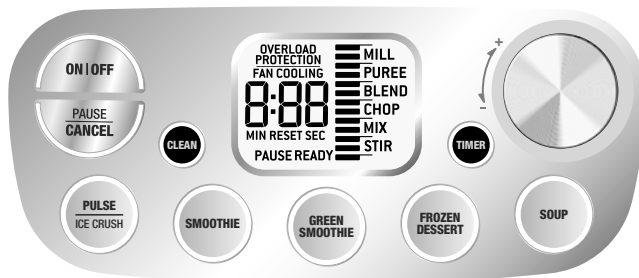 ON|OFF
PAUSE
CANCEL
CLEAN
OVERLOAD
PROTECTION
FAN COOLING
8:88
MIN RESET SEC
PAUSE READY
MILL
PUREE
BLEND
CHOP
MIX
STIR
TIMER
+
-
PULSE
ICE CRUSH
SMOOTHIE
GREEN
SMOOTHIE
FROZEN
DESSERT
SOUP